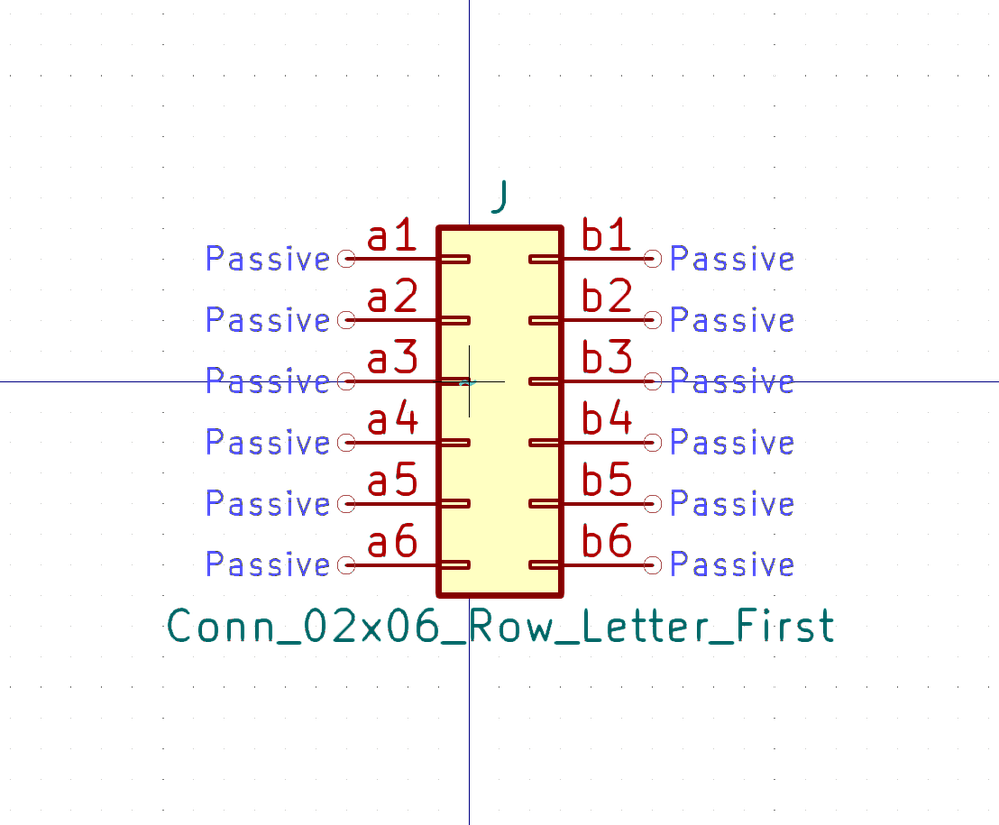 J
Passive a1 b1 Passive
Passive a2 b2 Passive
Passive a3 b3 Passive
Passive a4 b4 Passive
Passive a5 b5 Passive
Passive a6 b6 Passive
Conn_02x06_Row_Letter_First